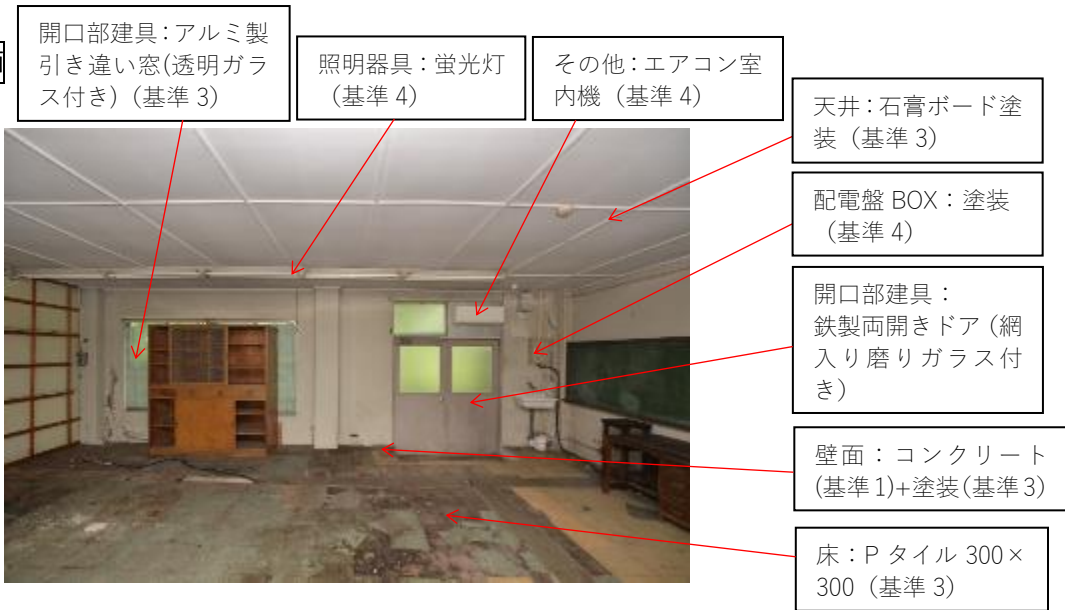 開口部建具：アルミ製
引き違い窓(透明ガラ
ス付き)（基準 3）
照明器具：蛍光灯
（基準 4）
その他：エアコン室
内機（基準 4）
天井：石膏ボード塗
装（基準 3）
配電盤 BOX：塗装
（基準 4）
開口部建具：
鉄製両開きドア（網
入り磨りガラス付
き）
壁面：コンクリート
(基準 1)+塗装(基準 3)
床：P タイル 300×
300（基準 3）